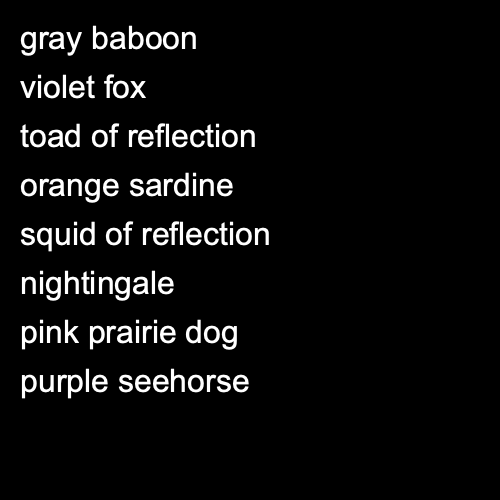 gray baboon
violet fox
toad of reflection
orange sardine
squid of reflection
nightingale
pink prairie dog
purple seehorse